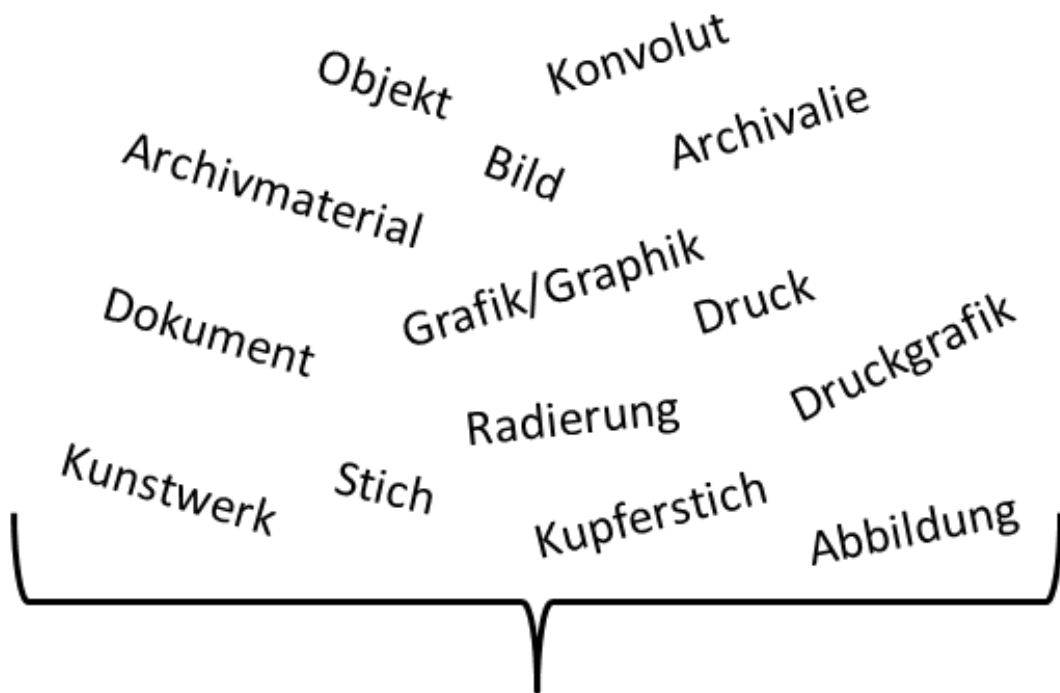 Objekt
Konvolut
Archivmaterial
Bild
Archivalie
Dokument
Grafik/Graphik
Druck
Radierung
Druckgrafik
Kunstwerk
Stich
Kupferstich
Abbildung